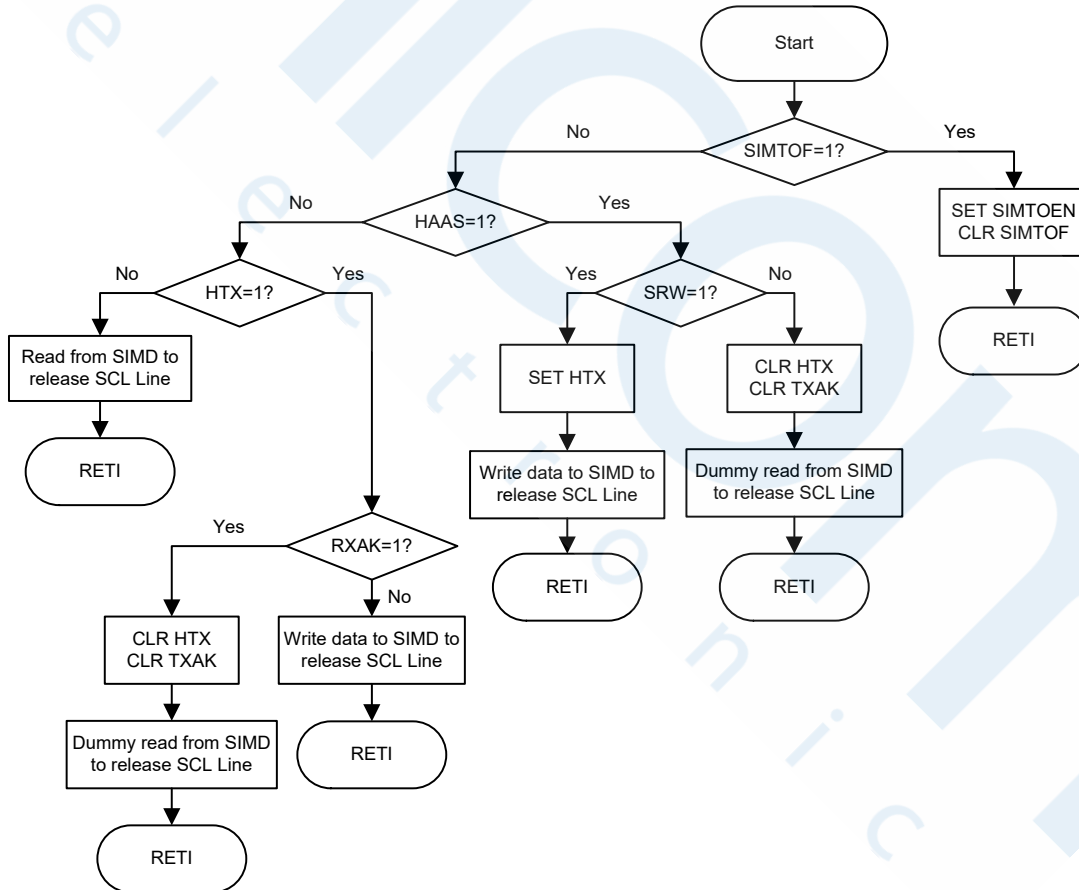 Start
No
Yes
SIMTOF=1?
No
Yes
HAAS=1?
SET SIMTOEN
CLR SIMTOF
No
Yes
HTX=1?
Yes
No
SRW=1?
RETI
Read from SIMD to
release SCL Line
SET HTX
CLR HTX
CLR TXAK
RETI
Write data to SIMD to
release SCL Line
Dummy read from SIMD
to release SCL Line
Yes
RXAK=1?
RETI
RETI
No
CLR HTX
CLR TXAK
Write data to SIMD to
release SCL Line
Dummy read from SIMD
to release SCL Line
RETI
RETI